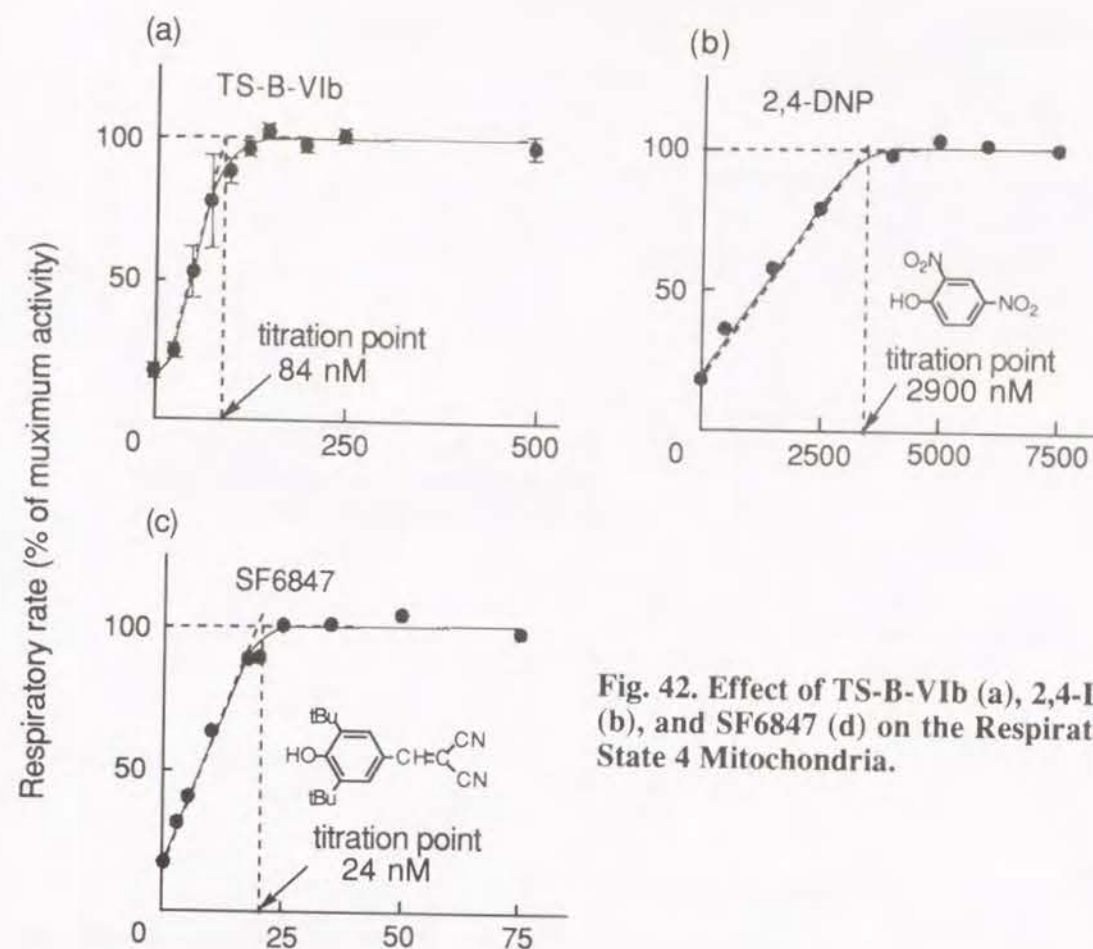 (a)
TS-B-VIb
100
50
0
250
500
titration point
84 nM
(b)
2,4-DNP
100
50
0
2500
5000
7500
O₂N
HO
NO₂
titration point
2900 nM
Respiratory rate (% of muximum activity)
(c)
SF6847
100
50
0
25
50
75
tBu
HO
CH
CN
CN
tBu
titration point
24 nM
Fig. 42. Effect of TS-B-VIb (a), 2,4-
(b), and SF6847 (d) on the
State 4 Mitochondria.